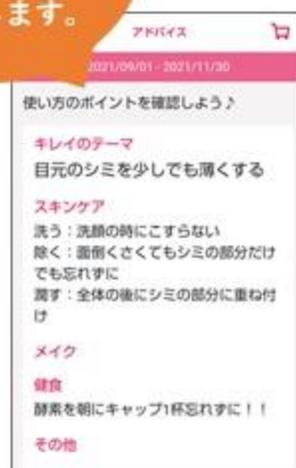 ます。
アドバイス
2021/09/01 - 2021/11/30
使い方のポイントを確認しよう♪
キレイのテーマ
目元のシミを少しでも薄くする
スキンケア
洗う：洗顔の時にこすらない
除く：面倒くさくてもシミの部分だけ
でも忘れずに
潤す：全体の後にシミの部分に重ね付
け
メイク
健食
酵素を朝にキャップ1杯忘れずに！！
その他